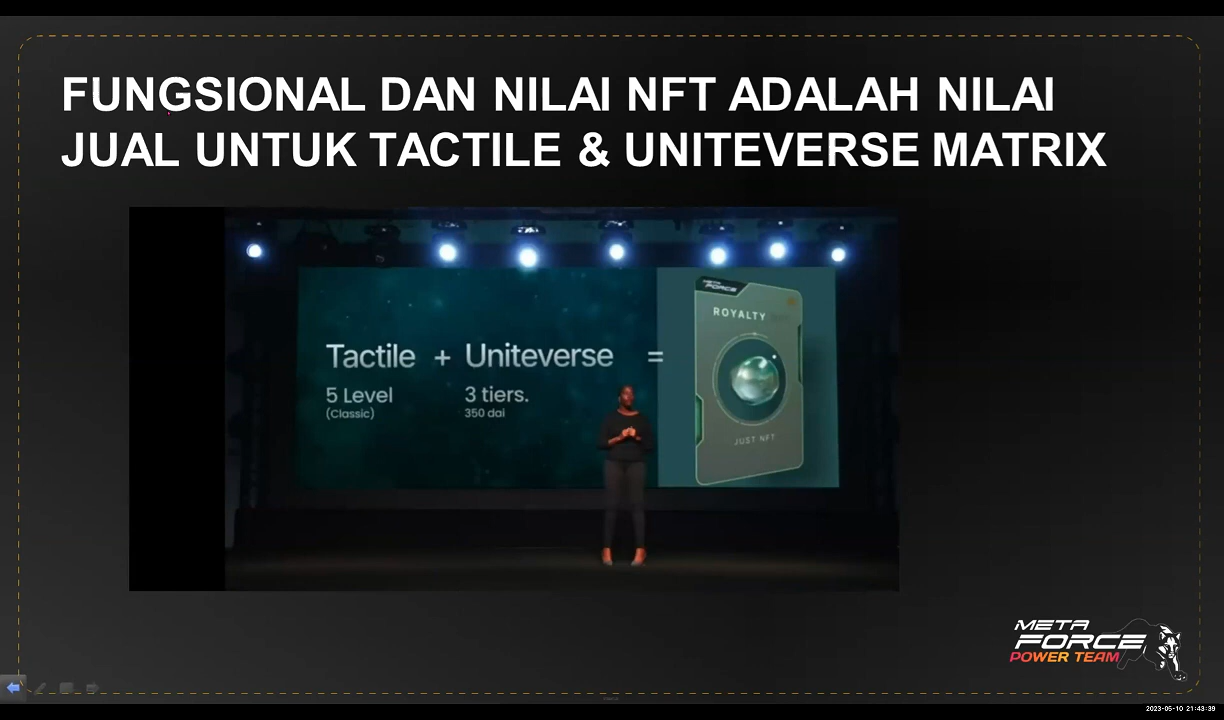 FUNGSIONAL DAN NILAI NFT ADALAH NILAI
JUAL UNTUK TACTILE & UNITEVERSE MATRIX
META
FORCE
ROYALTY
Tactile + Uniteverse =
5 Level
3 tiers.
(Classic)
350 dai
JUST NFT
META
FORCE
POWER TEAM
2023-05-10 21:43:39